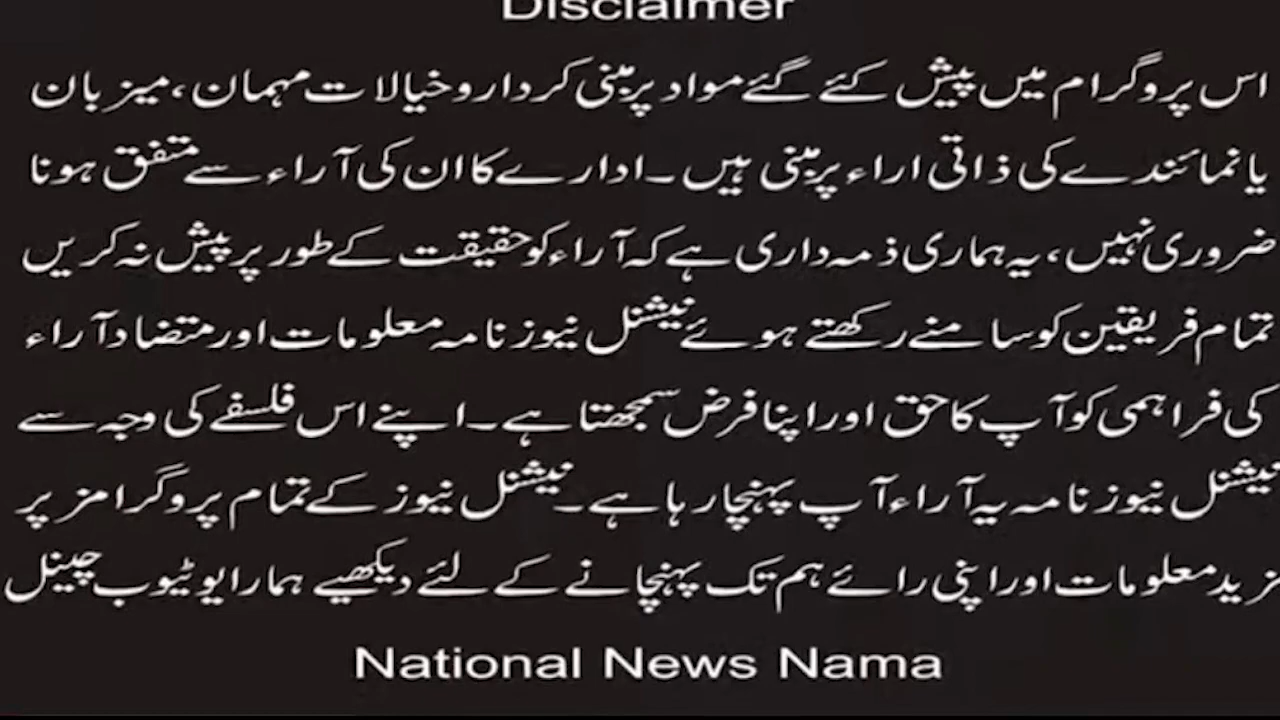 Disclaimer
اس پروگرام میں پیش کئے گئے مواد پر مبنی کردار و خیالات مہمان، میزبان
یا نمائندے کی ذاتی اراء پر مبنی ہیں۔ ادارے کا ان کی آراء سے متفق ہونا
ضروری نہیں، یہ ہماری ذمہ داری ہے کہ آراء کو حقیقت کے طور پر پیش نہ کریں
تمام فریقین کو سامنے رکھتے ہوئے نیشنل نیوز نامہ معلومات اور متضاد آراء
کی فراہمی کو آپ کا حق اور اپنا فرض سمجھتا ہے۔ اپنے اس فلسفے کی وجہ سے
نیشنل نیوز نامہ یہ آراء آپ پہنچا رہا ہے۔ نیشنل نیوز کے تمام پروگرامز پر
زید معلومات اور اپنی رائے ہم تک پہنچانے کے لئے دیکھیے ہمارا یوٹیوب چینل
National News Nama